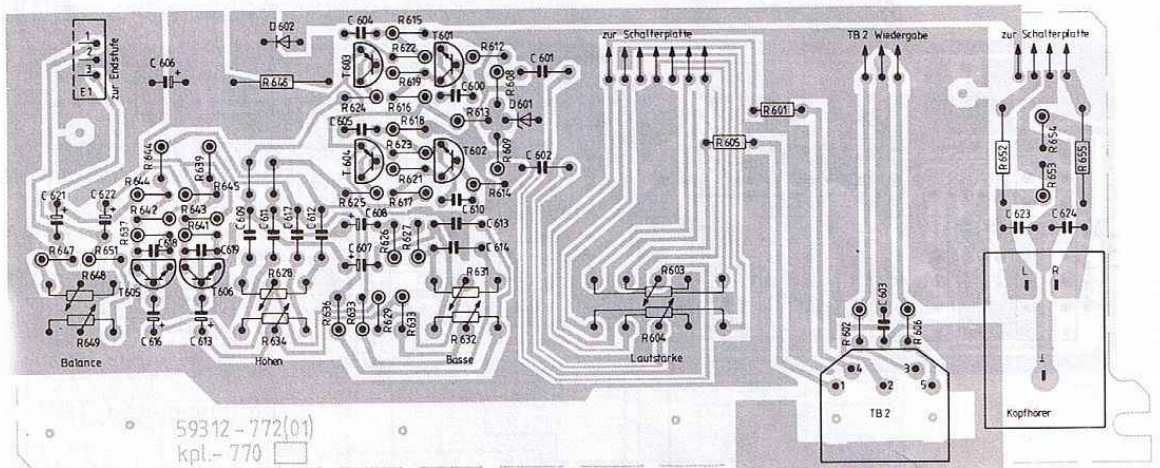 1
2
3
E1
zur Endstufe
C 606
D 602
C 604
R 615
R 622
T 601
R 612
T 603
R 646
R 619
R 608
C 601
C 600
R 624
R 616
R 613
D 601
C 605
R 618
R 623
T 602
R 609
C 602
T 604
R 621
R 614
R 625
R 617
zur Schalterplatte
TB 2 Wiedergabe
zur Schalterplatte
R 601
R 605
R 652
R 654
R 653
R 655
C 623
C 624
R 644
R 639
R 644
R 645
C 621
C 622
R 642
R 643
R 637
R 641
C 618
C 619
R 647
R 651
R 648
T 605
T 606
R 649
C 616
C 613
Balance
C 609
C 611
C 617
C 612
C 608
C 607
R 626
R 627
C 610
C 613
C 614
R 628
R 634
Höhen
R 636
R 633
R 629
R 633
R 631
R 632
Bässe
R 603
R 604
Lautstärke
R 602
C 603
R 606
4
3
1
2
5
TB 2
L
R
Kopfhörer
59312 - 772(01)
kpl.- 770